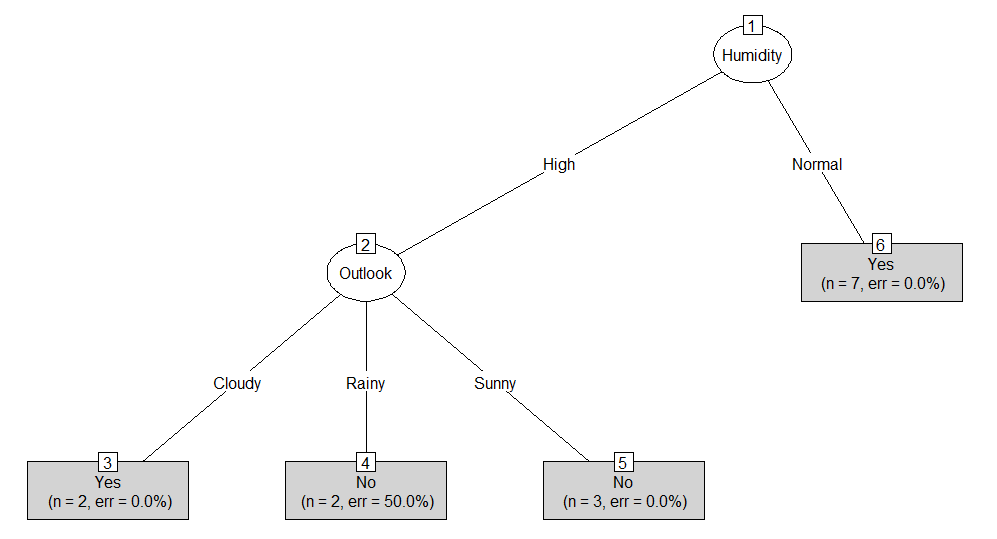 1
Humidity
High
Normal
2
Outlook
6
Yes
(n = 7, err = 0.0%)
Cloudy
Rainy
Sunny
3
Yes
(n = 2, err = 0.0%)
4
No
(n = 2, err = 50.0%)
5
No
(n = 3, err = 0.0%)